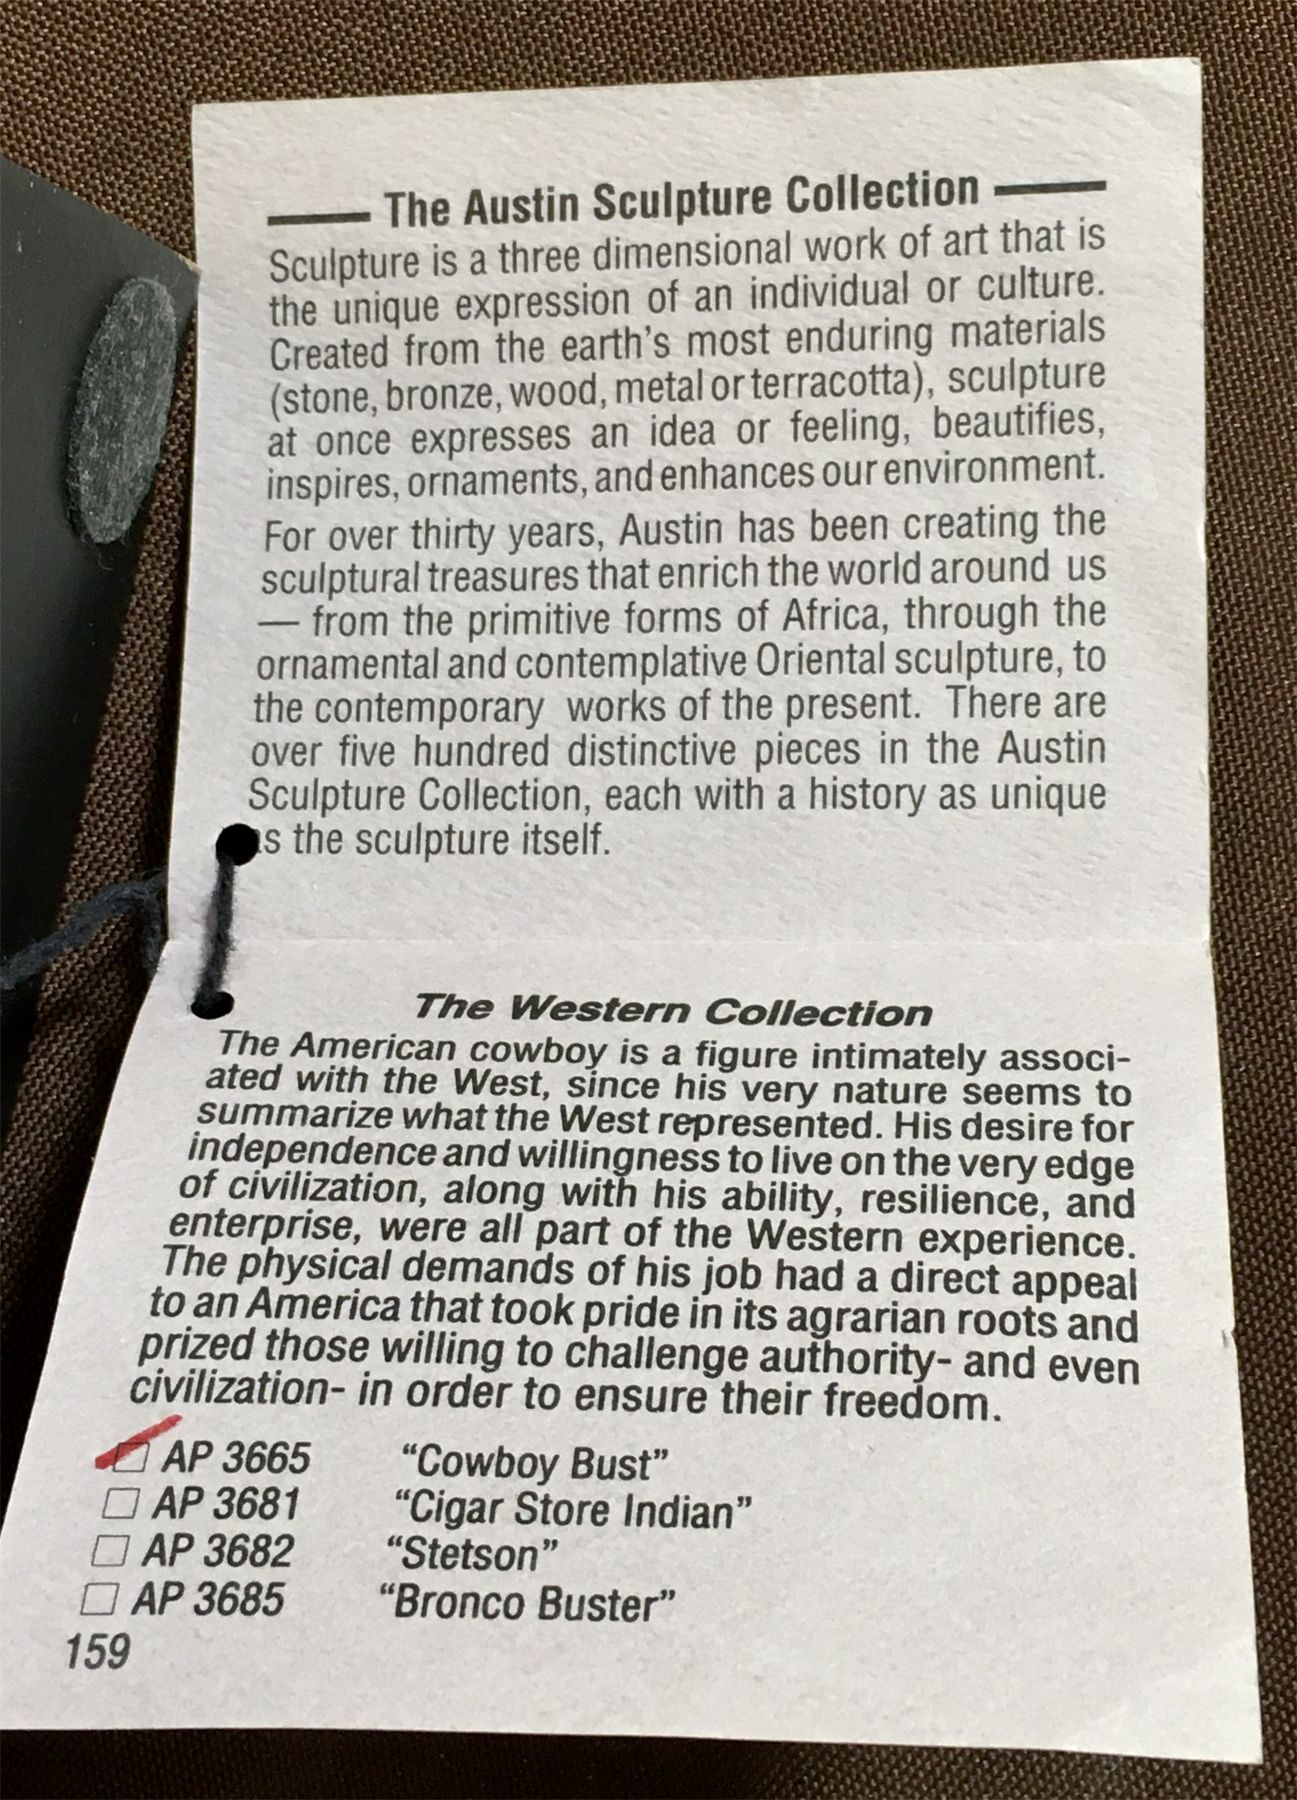 The Austin Sculpture Collection
Sculpture is a three dimensional work of art that is
the unique expression of an individual or culture.
Created from the earth's most enduring materials
(stone, bronze, wood, metal or terracotta), sculpture
at once expresses an idea or feeling, beautifies,
inspires, ornaments, and enhances our environment.
For over thirty years, Austin has been creating the
sculptural treasures that enrich the world around us
— from the primitive forms of Africa, through the
ornamental and contemplative Oriental sculpture, to
the contemporary works of the present. There are
over five hundred distinctive pieces in the Austin
Sculpture Collection, each with a history as unique
as the sculpture itself.
The Western Collection
The American cowboy is a figure intimately associ-
ated with the West, since his very nature seems to
summarize what the West represented. His desire for
independence and willingness to live on the very edge
of civilization, along with his ability, resilience, and
enterprise, were all part of the Western experience.
The physical demands of his job had a direct appeal
to an America that took pride in its agrarian roots and
prized those willing to challenge authority- and even
civilization- in order to ensure their freedom.
AP 3665 “Cowboy Bust”
AP 3681 “Cigar Store Indian”
AP 3682 “Stetson”
AP 3685 “Bronco Buster”
159